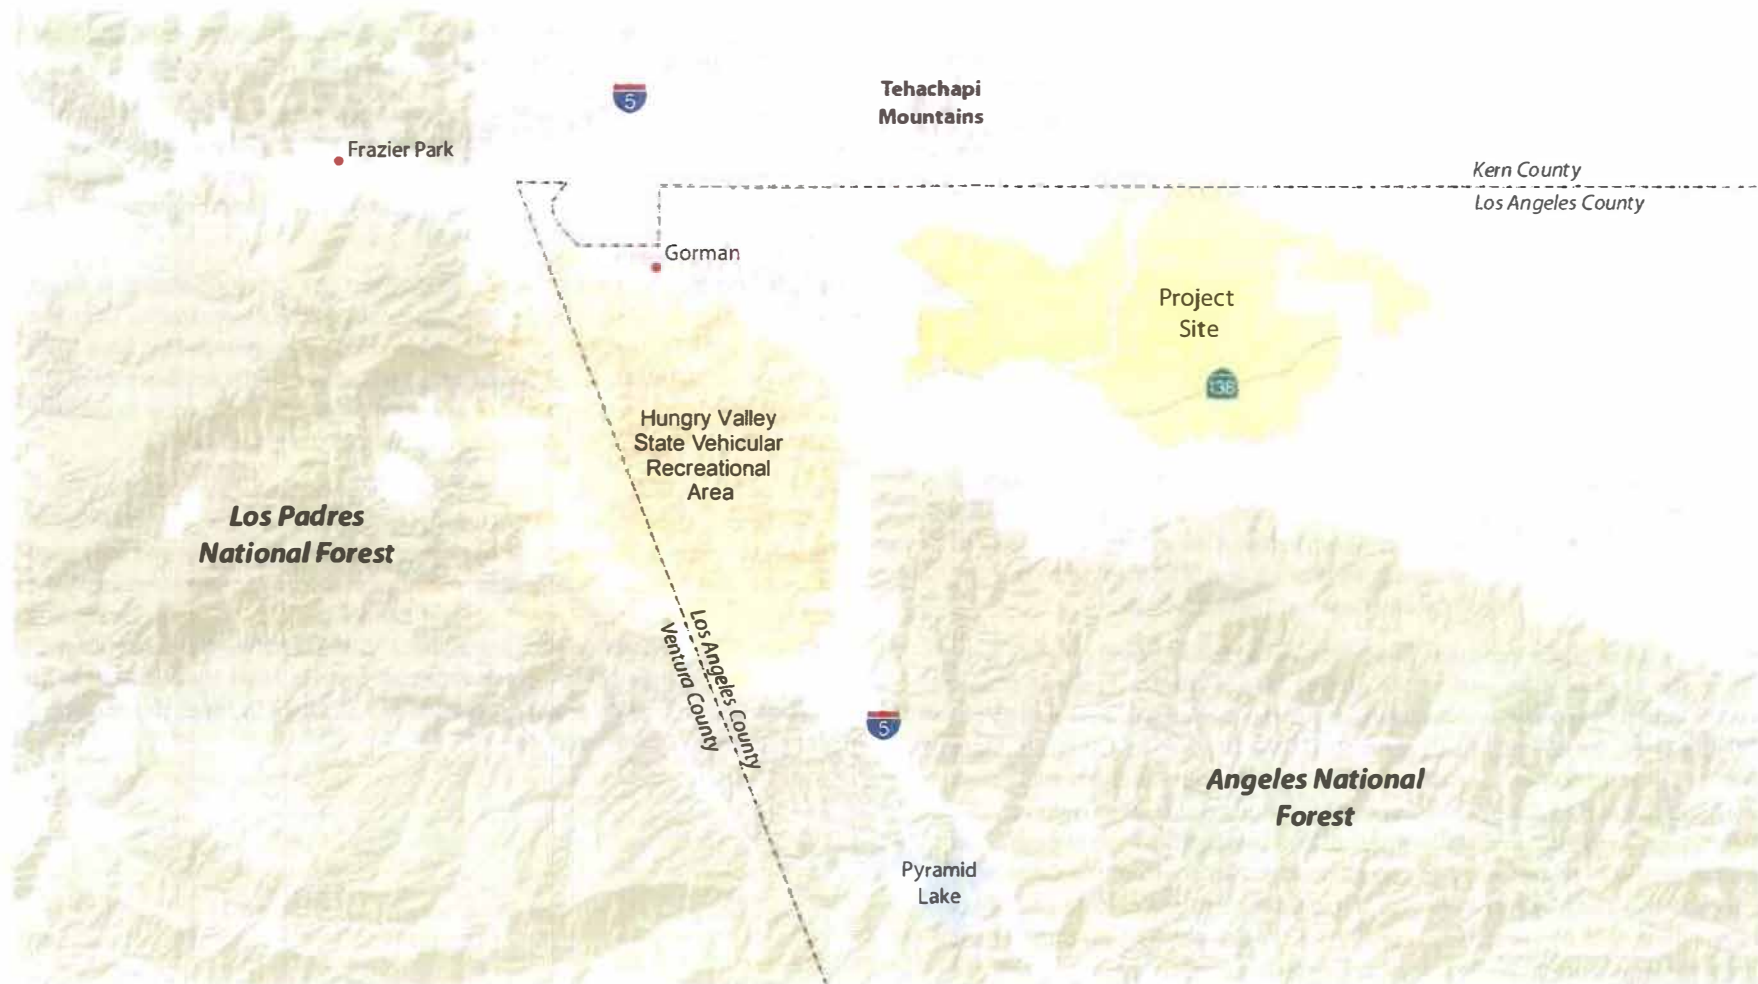 5
Tehachapi
Mountains
Frazier Park
Kern County
Los Angeles County
Gorman
Project
Site
138
Hungry Valley
State Vehicular
Recreational
Area
Los Padres
National Forest
Los Angeles County
Ventura County
5
Angeles National
Forest
Pyramid
Lake